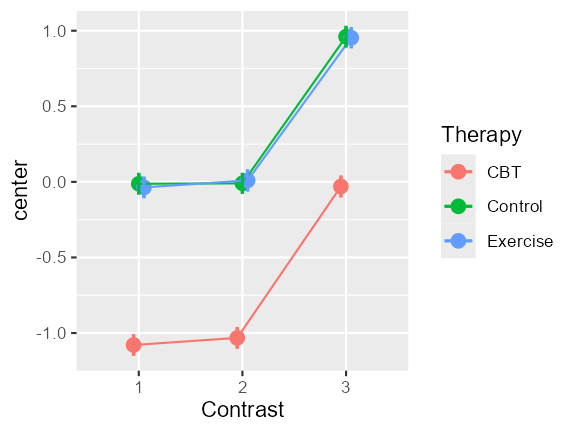 1.0
0.5
0.0
-0.5
-1.0
center
1 2 3
Contrast
Therapy
CBT
Control
Exercise